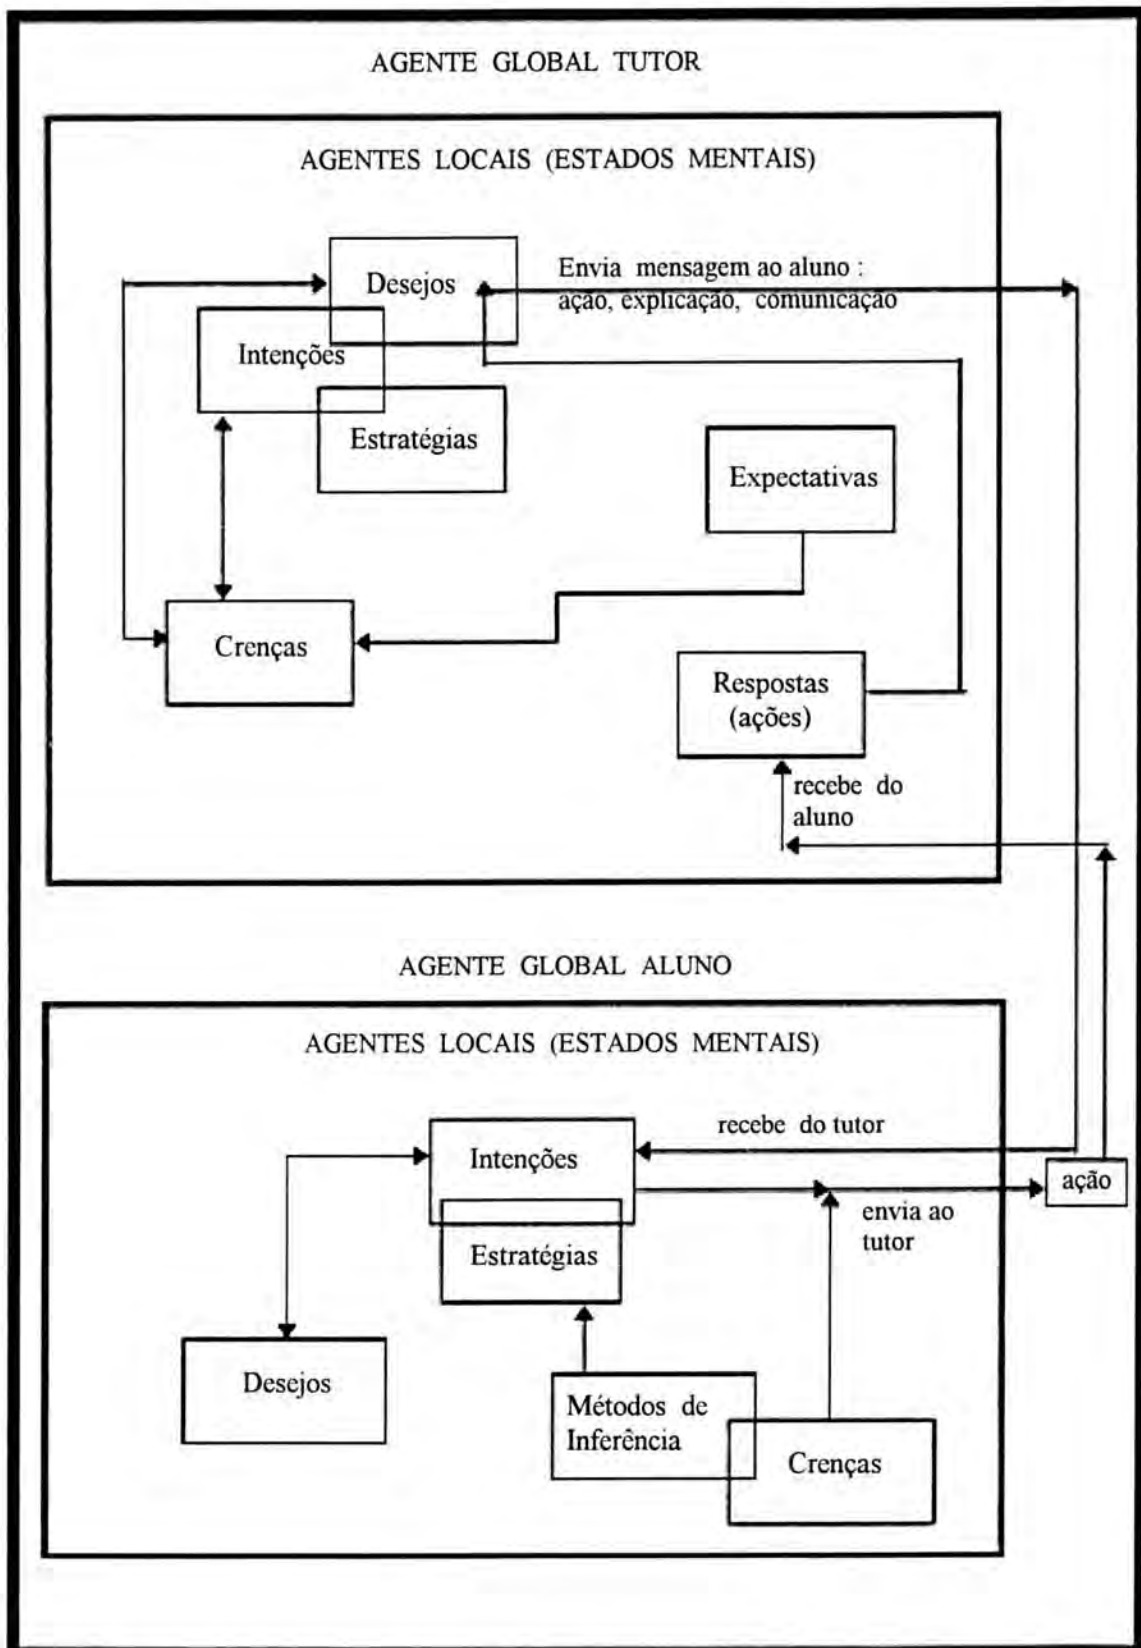 AGENTE GLOBAL TUTOR
AGENTES LOCAIS (ESTADOS MENTAIS)
Desejos
Envia mensagem ao aluno :
ação, explicação, comunicação
Intenções
Estratégias
Expectativas
Crenças
Respostas
(ações)
recebe do
aluno
AGENTE GLOBAL ALUNO
AGENTES LOCAIS (ESTADOS MENTAIS)
recebe do tutor
Intenções
ação
envia ao
tutor
Estratégias
Desejos
Métodos de
Inferência
Crenças